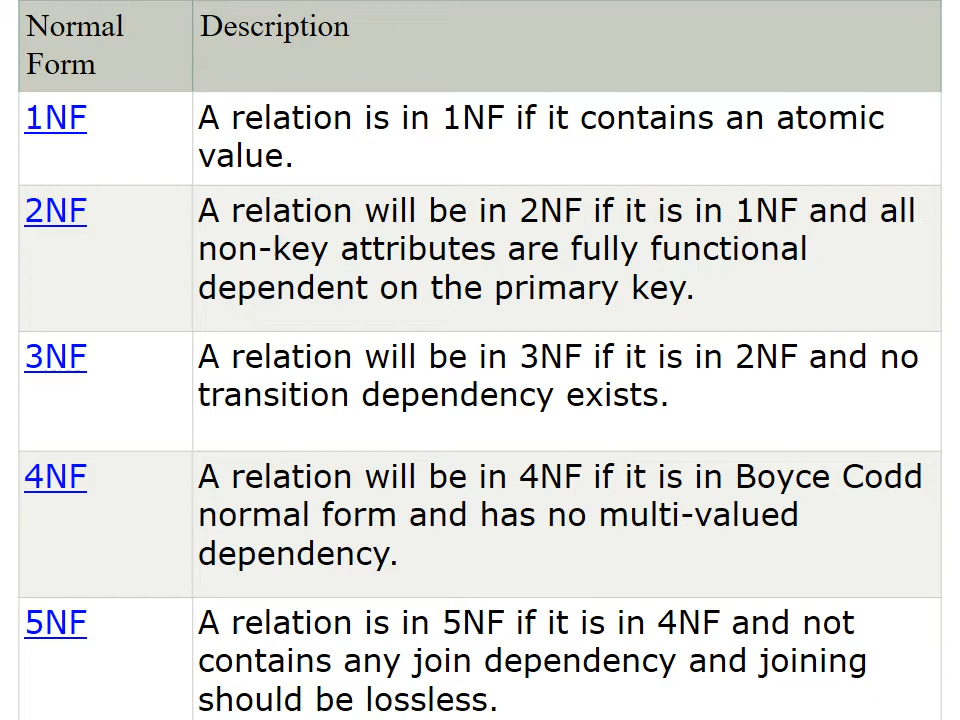 Normal Form
Description
1NF
A relation is in 1NF if it contains an atomic
value.
2NF
A relation will be in 2NF if it is in 1NF and all
non-key attributes are fully functional
dependent on the primary key.
3NF
A relation will be in 3NF if it is in 2NF and no
transition dependency exists.
4NF
A relation will be in 4NF if it is in Boyce Codd
normal form and has no multi-valued
dependency.
5NF
A relation is in 5NF if it is in 4NF and not
contains any join dependency and joining
should be lossless.